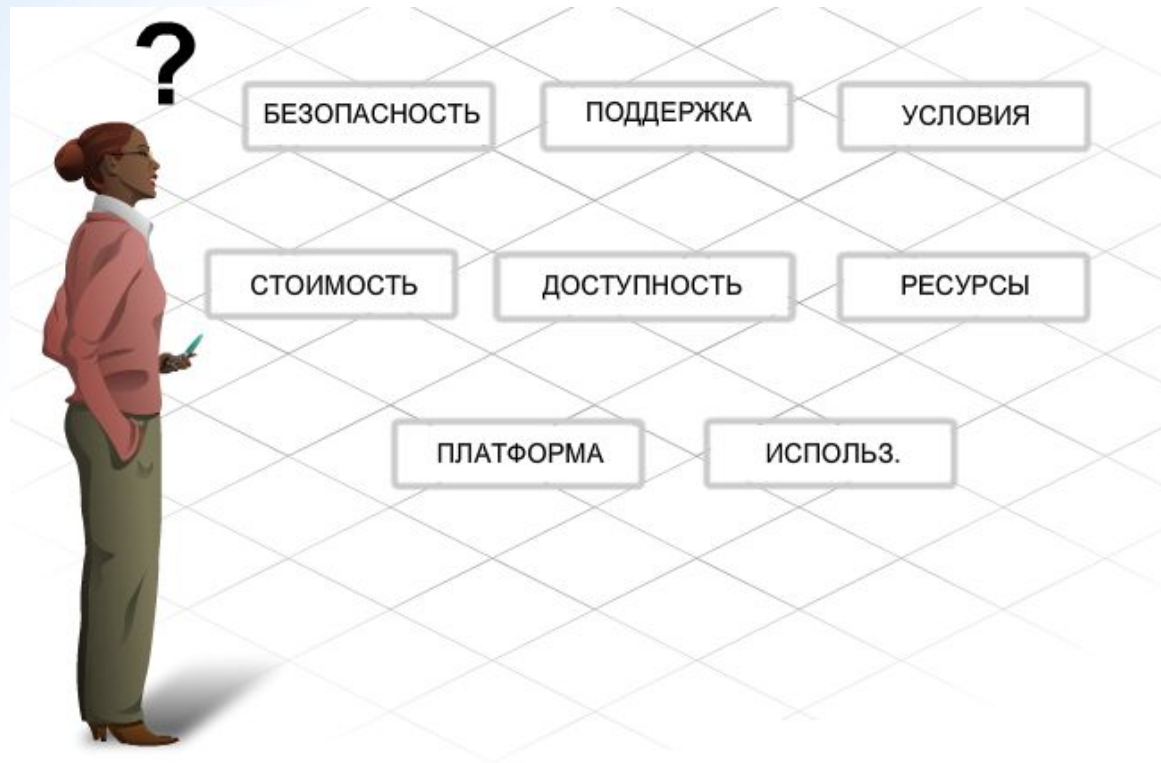 ?
БЕЗОПАСНОСТЬ
ПОДДЕРЖКА
УСЛОВИЯ
СТОИМОСТЬ
ДОСТУПНОСТЬ
РЕСУРСЫ
ПЛАТФОРМА
ИСПОЛЬЗ.